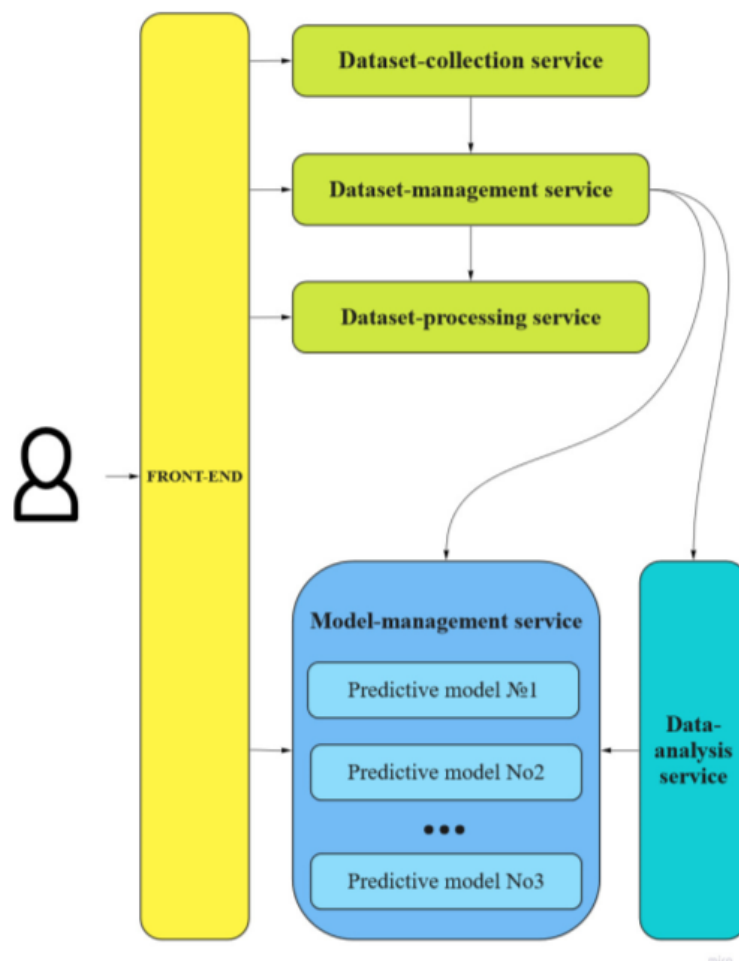 Dataset-collection service
Dataset-management service
Dataset-processing service
FRONT-END
Model-management service
Predictive model №1
Predictive model No2
•••
Predictive model No3
Data-
analysis
service
miro